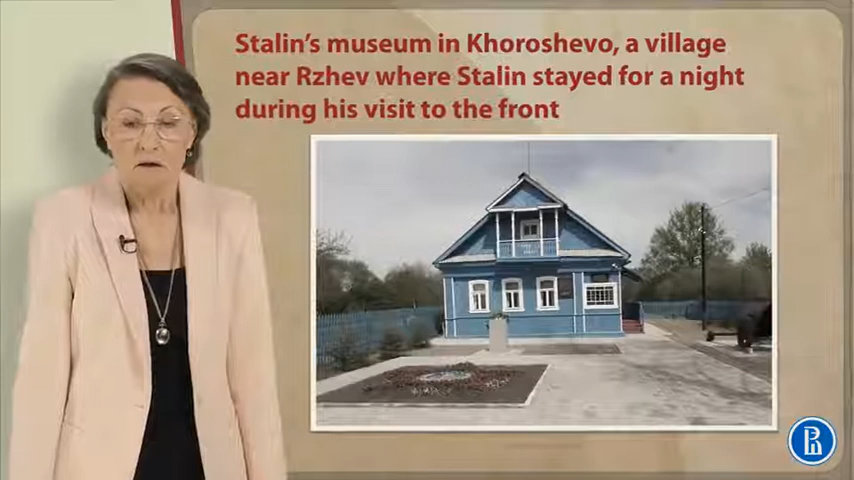 Stalin's museum in Khoroshevo, a village
near Rzhev where Stalin stayed for a night
during his visit to the front